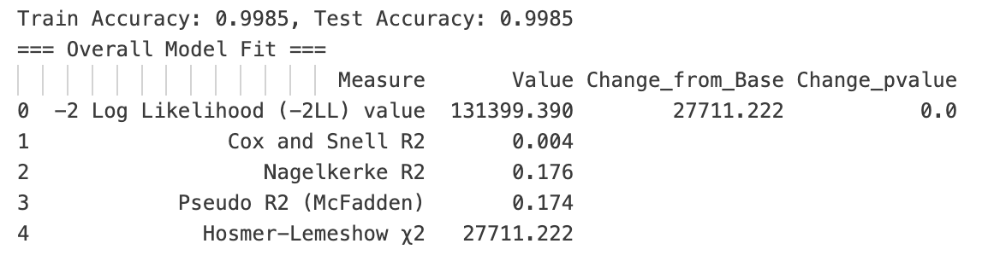 Train Accuracy: 0.9985, Test Accuracy: 0.9985
=== Overall Model Fit ===
Measure Value Change_from_Base Change_pvalue
0 -2 Log Likelihood (-2LL) value 131399.390 27711.222 0.0
1 Cox and Snell R2 0.004
2 Nagelkerke R2 0.176
3 Pseudo R2 (McFadden) 0.174
4 Hosmer-Lemeshow χ2 27711.222